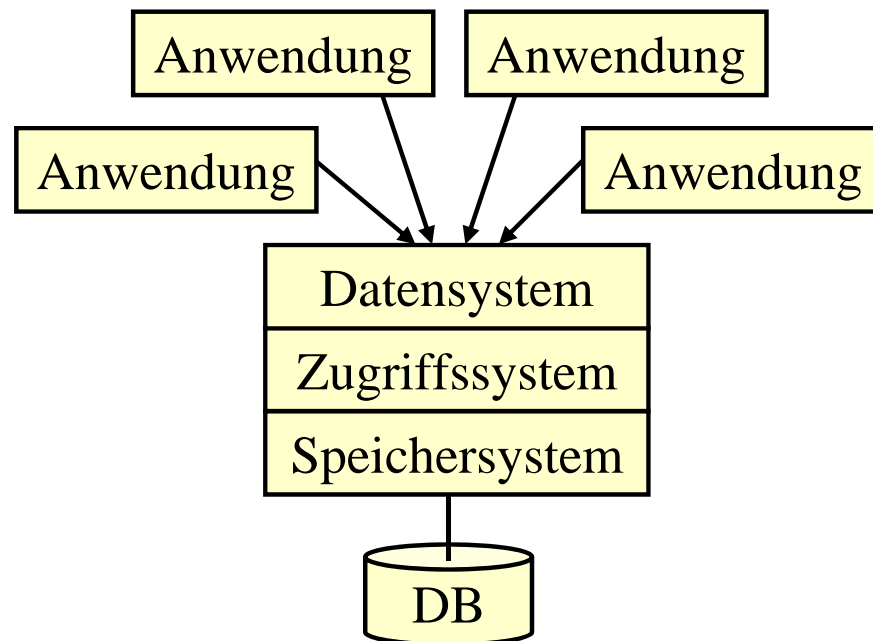 Anwendung
Anwendung
Anwendung
Anwendung
Datensystem
Zugriffssystem
Speichersystem
DB